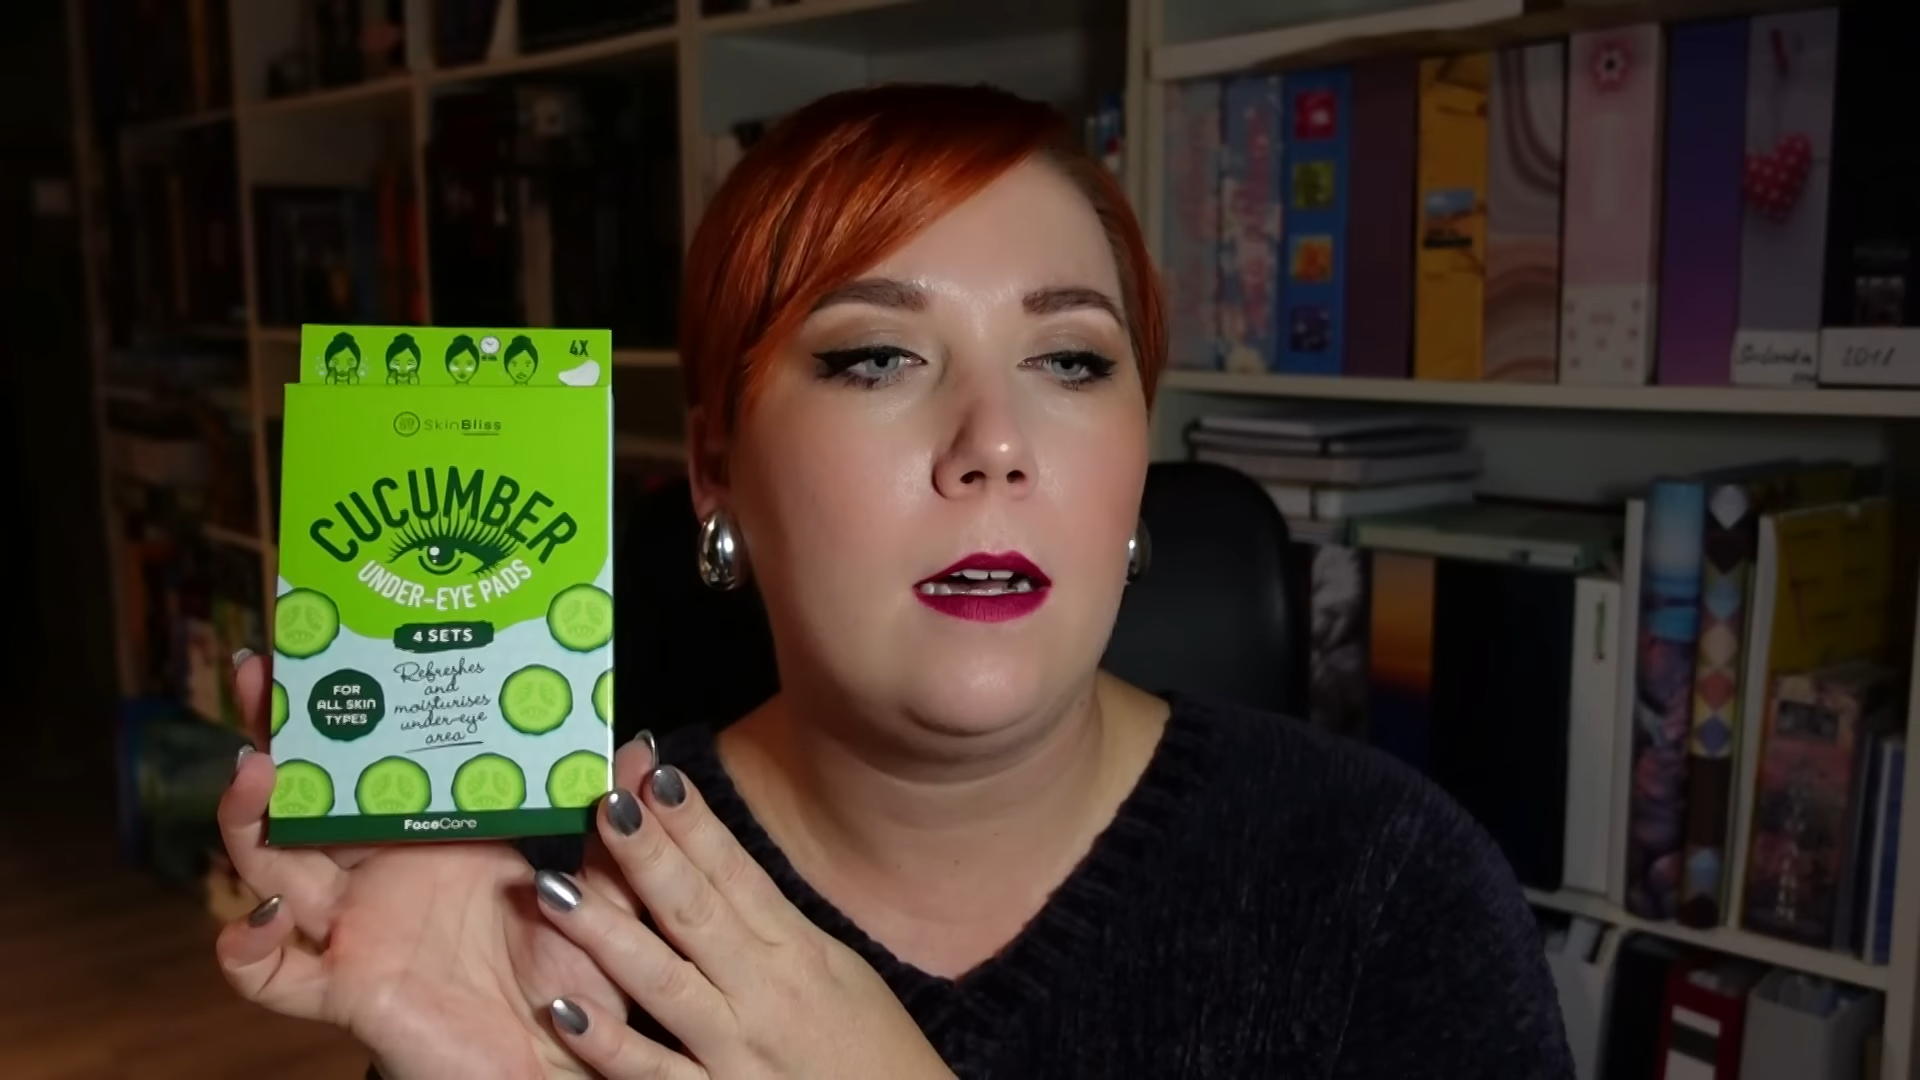 4X
SkinBliss
CUCUMBER
UNDER-EYE PADS
4 SETS
Refreshes
and
moisturises
under-eye
area
FOR
ALL SKIN
TYPES
FaceCare
2017